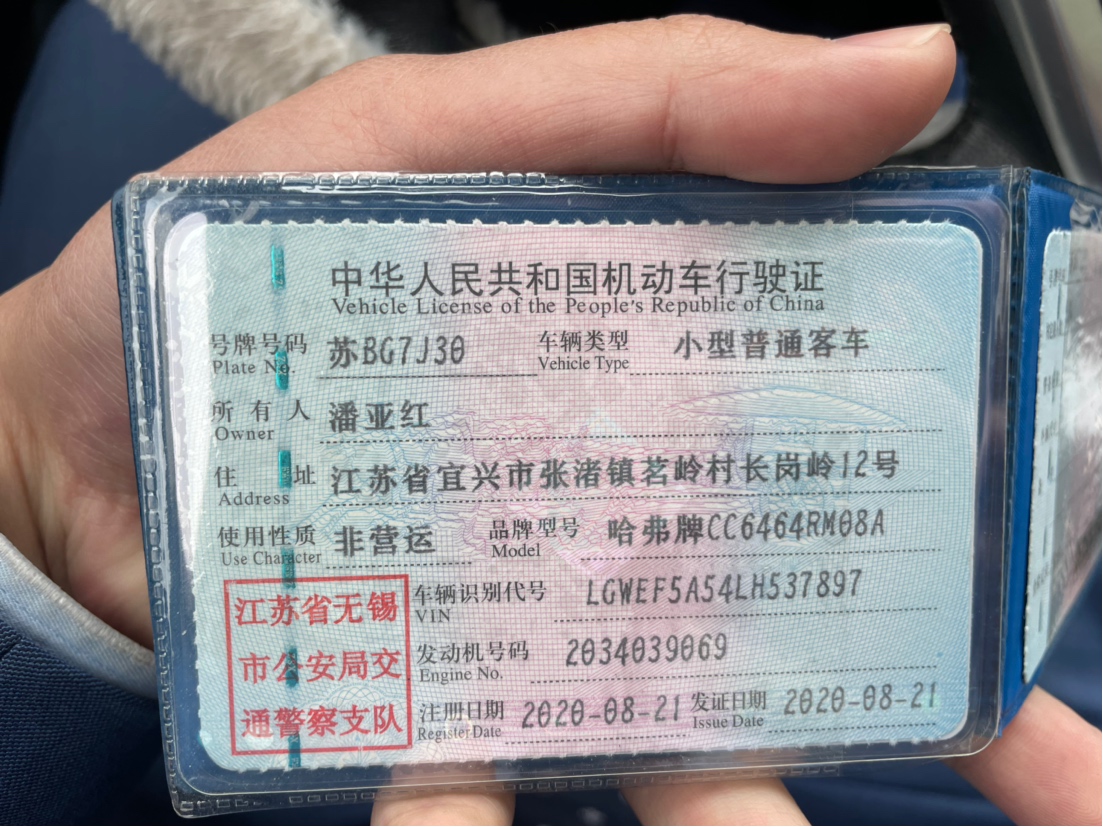 中华人民共和国机动车行驶证
Vehicle License of the People's Republic of China
号牌号码 苏BG7J30 车辆类型 小型普通客车
Plate No. Vehicle Type
所有人 潘亚红
Owner
住址 江苏省宜兴市张渚镇茗岭村长岗岭12号
Address
使用性质 非营运 品牌型号 哈弗牌CC6464RM08A
Use Character Model
江苏省无锡
市公安局交
通警察支队
车辆识别代号 LGWEF5A54LH537897
VIN
发动机号码 2034039069
Engine No.
注册日期 2020-08-21 发证日期 2020-08-21
Register Date Issue Date